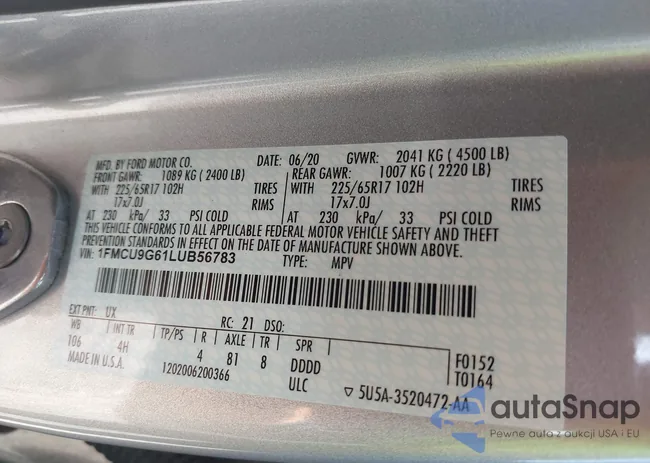 MFD. BY FORD MOTOR CO. DATE: 06/20 GVWR: 2041 KG ( 4500 LB)
FRONT GAWR: 1089 KG ( 2400 LB) REAR GAWR: 1007 KG ( 2220 LB)
WITH 225/65R17 102H TIRES WITH 225/65R17 102H TIRES
17x7.0J RIMS 17x7.0J RIMS
AT 230 kPa/ 33 PSI COLD AT 230 kPa/ 33 PSI COLD
THIS VEHICLE CONFORMS TO ALL APPLICABLE FEDERAL MOTOR VEHICLE SAFETY AND THEFT
PREVENTION STANDARDS IN EFFECT ON THE DATE OF MANUFACTURE SHOWN ABOVE.
VIN: 1FMCU9G61LUB56783 TYPE: MPV
EXT PNT: UX RC: 21 DSO:
WB INT TR TP/PS R AXLE TR SPR
106 4H 4 81 8 DDDD F0152
MADE IN U.S.A. 1202006200366 ULC T0164
▽ 5U5A-3520472-AA
autaSnap
Pewne auta z aukcji USA i EU